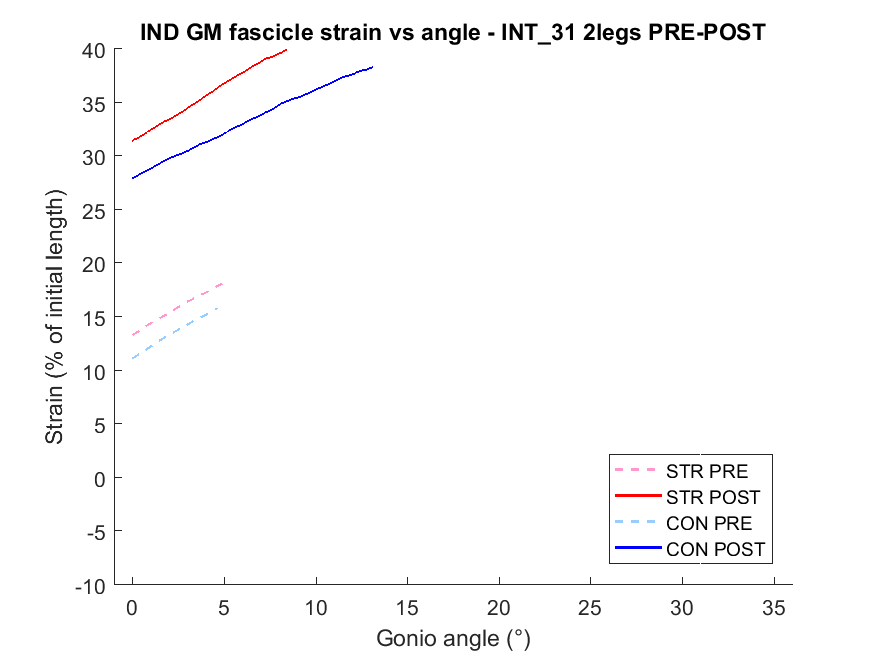 IND GM fascicle strain vs angle - INT_31 2legs PRE-POST
40
35
30
25
20
15
10
5
0
-5
-10
Strain (% of initial length)
0 5 10 15 20 25 30 35
Gonio angle (°)
STR PRE
STR POST
CON PRE
CON POST